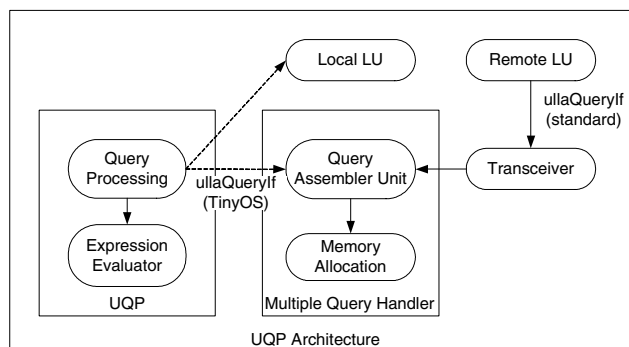 Local LU
Remote LU
ullaQueryIf
(standard)
Query
Processing
ullaQueryIf
(TinyOS)
Query
Assembler Unit
Transceiver
Expression
Evaluator
Memory
Allocation
UQP
Multiple Query Handler
UQP Architecture